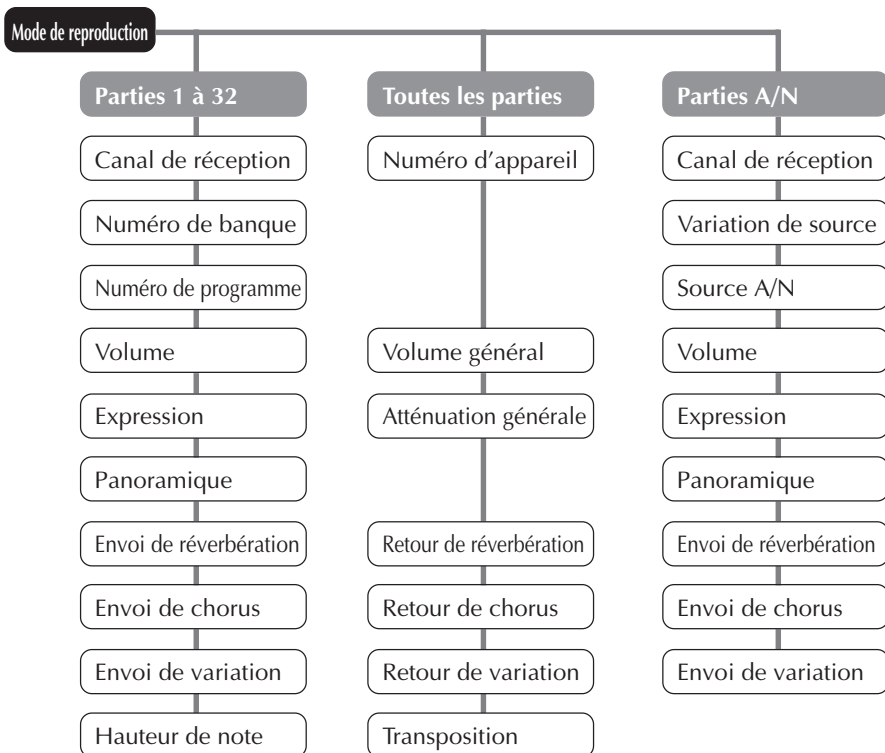 Mode de reproduction
Parties 1 à 32
Canal de réception
Numéro de banque
Numéro de programme
Volume
Expression
Panoramique
Envoi de réverbération
Envoi de chorus
Envoi de variation
Hauteur de note
Toutes les parties
Numéro d’appareil
Volume général
Atténuation générale
Retour de réverbération
Retour de chorus
Retour de variation
Transposition
Parties A/N
Canal de réception
Variation de source
Source A/N
Volume
Expression
Panoramique
Envoi de réverbération
Envoi de chorus
Envoi de variation